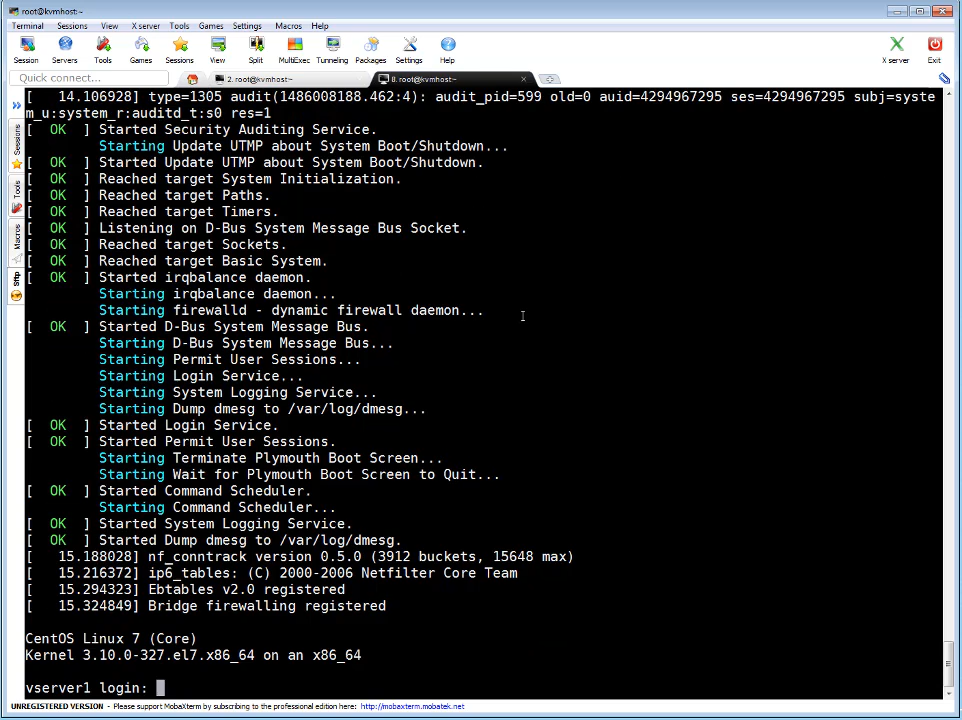 root@kvmhost:~
Terminal Sessions View X server Tools Games Settings Macros Help
Session Servers Tools Games Sessions View Split MultiExec Tunneling Packages Settings Help X server Exit
Quick connect... 2. root@kvmhost:~ 8. root@kvmhost:~
Sessions
Tools
Macros
Sftp
[   14.106928] type=1305 audit(1486008188.462:4): audit_pid=599 old=0 auid=4294967295 ses=4294967295 subj=syste
m_u:system_r:auditd_t:s0 res=1
[  OK  ] Started Security Auditing Service.
         Starting Update UTMP about System Boot/Shutdown...
[  OK  ] Started Update UTMP about System Boot/Shutdown.
[  OK  ] Reached target System Initialization.
[  OK  ] Reached target Paths.
[  OK  ] Reached target Timers.
[  OK  ] Listening on D-Bus System Message Bus Socket.
[  OK  ] Reached target Sockets.
[  OK  ] Reached target Basic System.
[  OK  ] Started irqbalance daemon.
         Starting irqbalance daemon...
         Starting firewalld - dynamic firewall daemon...
[  OK  ] Started D-Bus System Message Bus.
         Starting D-Bus System Message Bus...
         Starting Permit User Sessions...
         Starting Login Service...
         Starting System Logging Service...
         Starting Dump dmesg to /var/log/dmesg...
[  OK  ] Started Login Service.
[  OK  ] Started Permit User Sessions.
         Starting Terminate Plymouth Boot Screen...
         Starting Wait for Plymouth Boot Screen to Quit...
[  OK  ] Started Command Scheduler.
         Starting Command Scheduler...
[  OK  ] Started System Logging Service.
[  OK  ] Started Dump dmesg to /var/log/dmesg.
[   15.188028] nf_conntrack version 0.5.0 (3912 buckets, 15648 max)
[   15.216372] ip6_tables: (C) 2000-2006 Netfilter Core Team
[   15.294323] Ebtables v2.0 registered
[   15.324849] Bridge firewalling registered
CentOS Linux 7 (Core)
Kernel 3.10.0-327.el7.x86_64 on an x86_64
vserver1 login:
UNREGISTERED VERSION - Please support MobaXterm by subscribing to the professional edition here: http://mobaxterm.mobatek.net